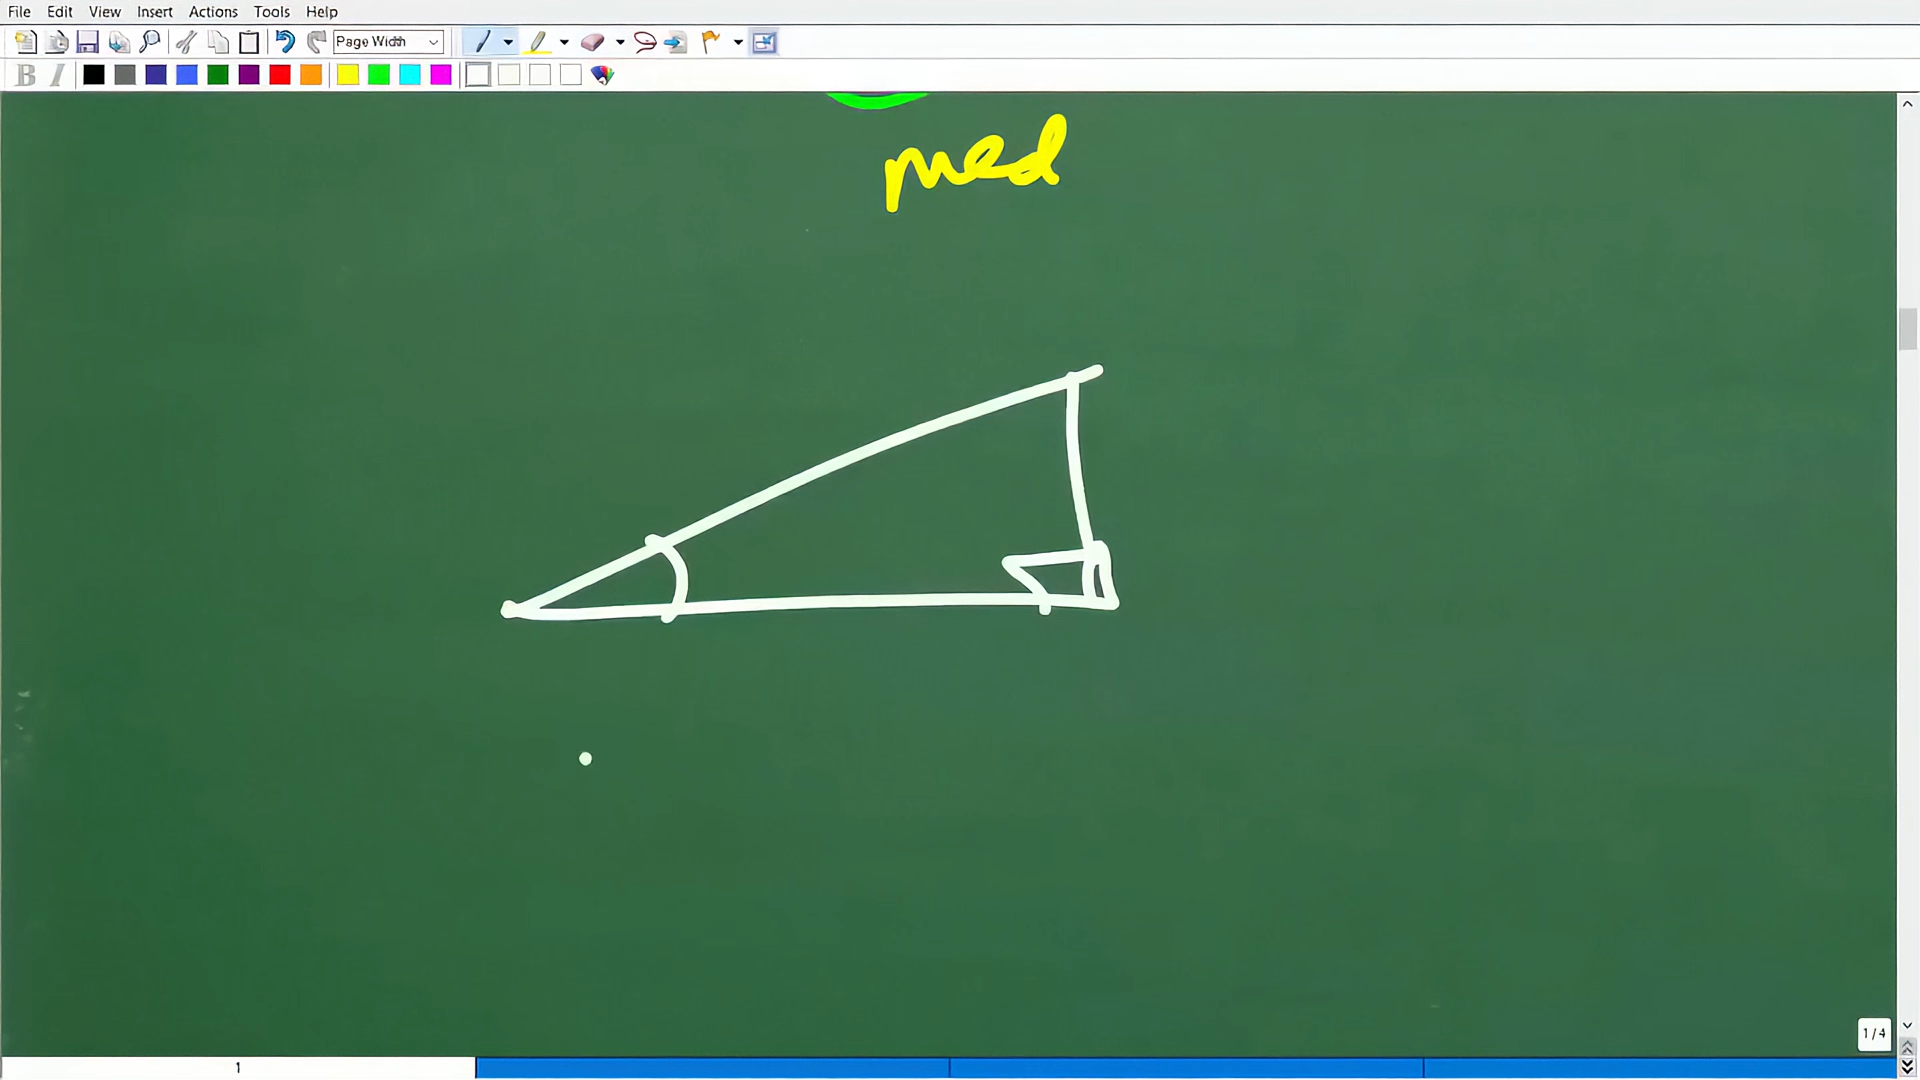 File Edit View Insert Actions Tools Help
Page Width
B I
med
1 / 4
1